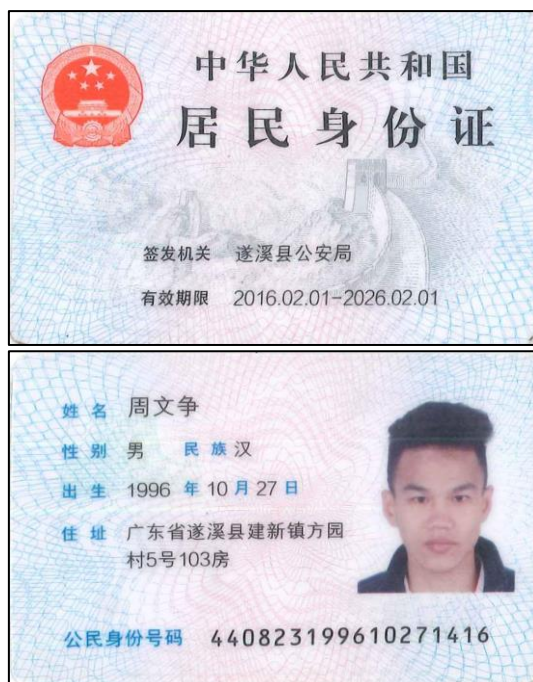 中华人民共和国
居民身份证
签发机关 遂溪县公安局
有效期限 2016.02.01-2026.02.01
姓名 周文争
性别 男 民族 汉
出生 1996 年 10 月 27 日
住址 广东省遂溪县建新镇方园
村5号103房
公民身份号码 440823199610271416